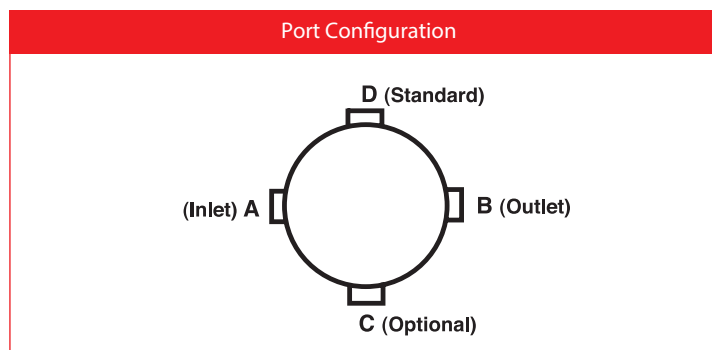 Port Configuration
D (Standard)
(Inlet) A
B (Outlet)
C (Optional)